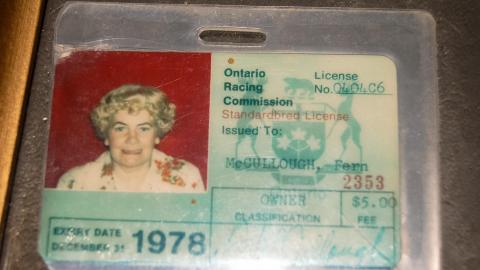 Ontario
Racing
Commission
License
No. 040406
Standardbred License
Issued To:
McCULLOUGH, Fern
2353
OWNER
$5.00
CLASSIFICATION
FEE
EXPIRY DATE
DECEMBER 31
1978